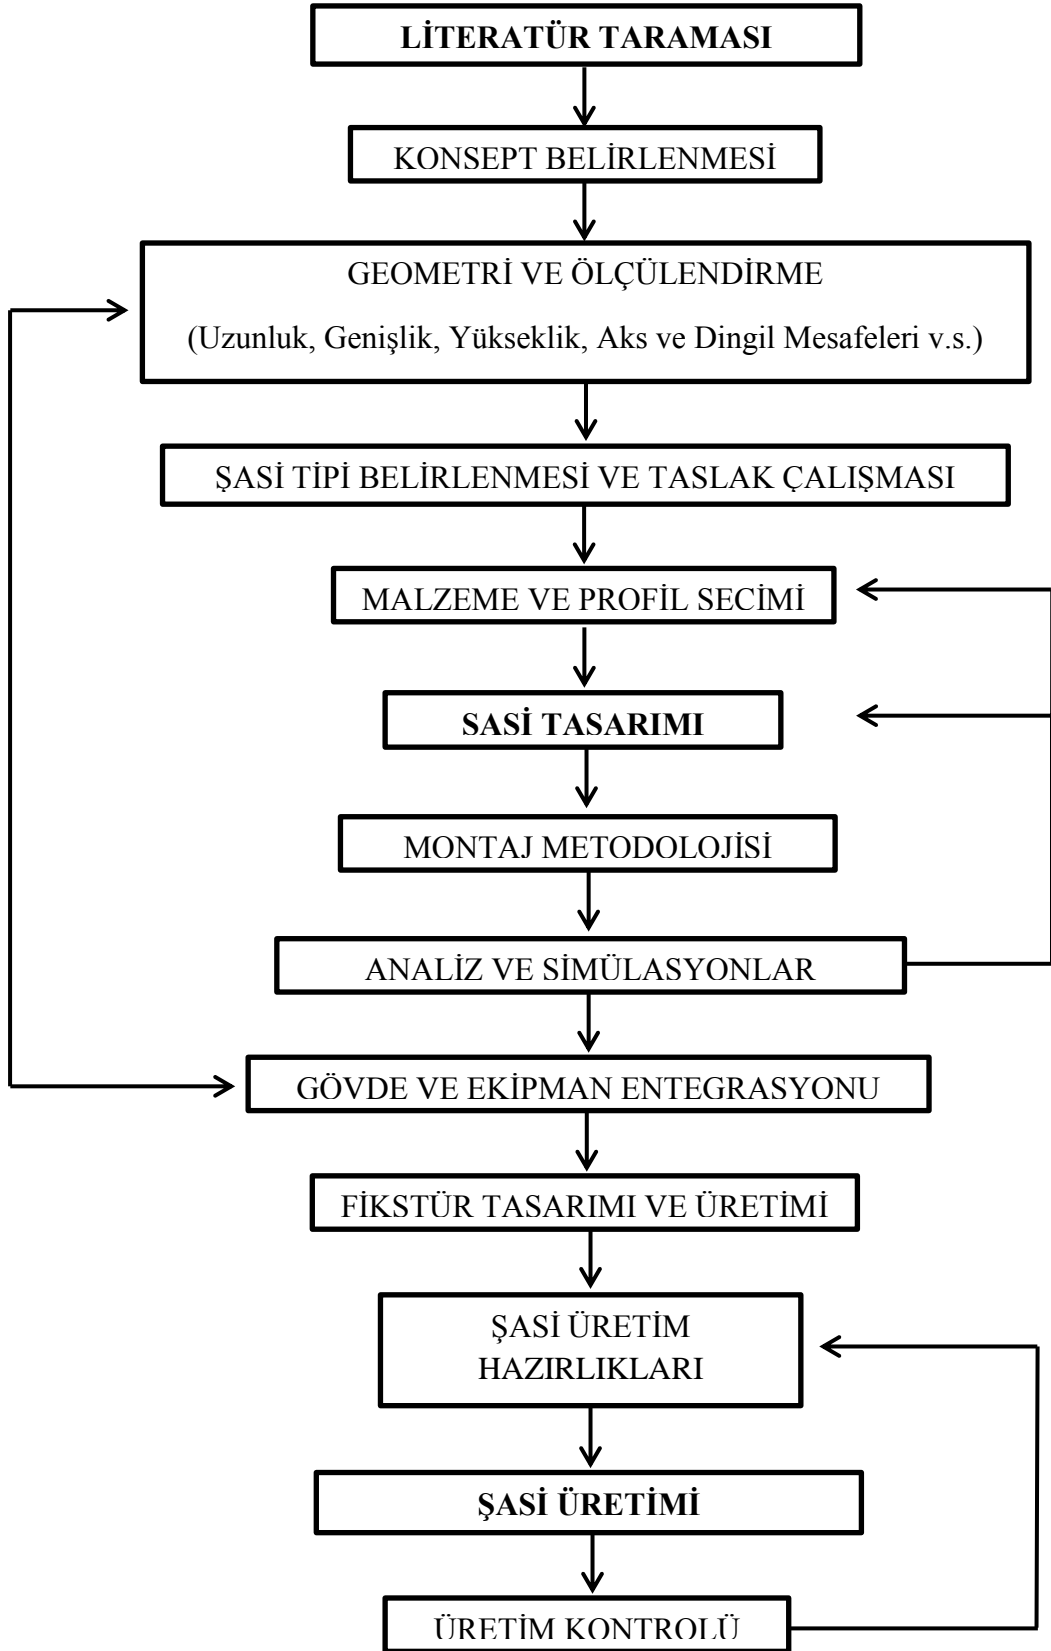 LİTERATÜR TARAMASI
KONSEPT BELİRLENMESİ
GEOMETRİ VE ÖLÇÜLENDİRME
(Uzunluk, Genişlik, Yükseklik, Aks ve Dingil Mesafeleri v.s.)
ŞASİ TİPİ BELİRLENMESİ VE TASLAK ÇALIŞMASI
MALZEME VE PROFİL SECİMİ
SASİ TASARIMI
MONTAJ METODOLOJİSİ
ANALİZ VE SİMÜLASYONLAR
GÖVDE VE EKİPMAN ENTEGRASYONU
FİKSTÜR TASARIMI VE ÜRETİMİ
ŞASİ ÜRETİM
HAZIRLIKLARI
ŞASİ ÜRETİMİ
ÜRETİM KONTROLÜ